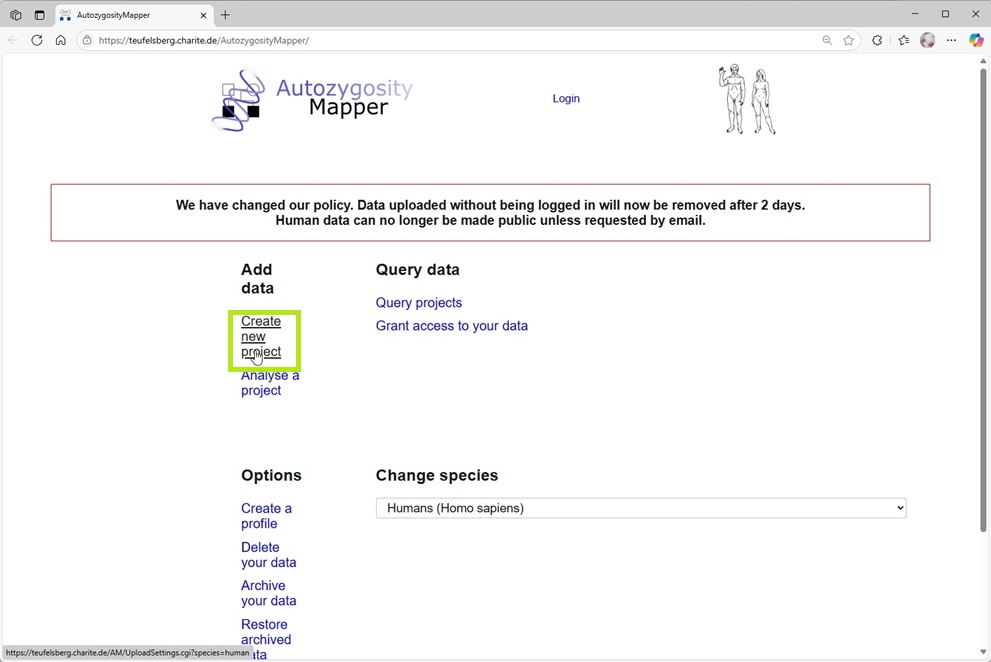 AutozygosityMapper
https://teufelsberg.charite.de/AutozygosityMapper/
Autozygosity
Mapper
Login
We have changed our policy. Data uploaded without being logged in will now be removed after 2 days.
Human data can no longer be made public unless requested by email.
Add
data
Query data
Create
new
project
Query projects
Grant access to your data
Analyse a
project
Options
Change species
Create a
profile
Humans (Homo sapiens)
Delete
your data
Archive
your data
Restore
archived
data
https://teufelsberg.charite.de/AM/UploadSettings.cgi?species=human